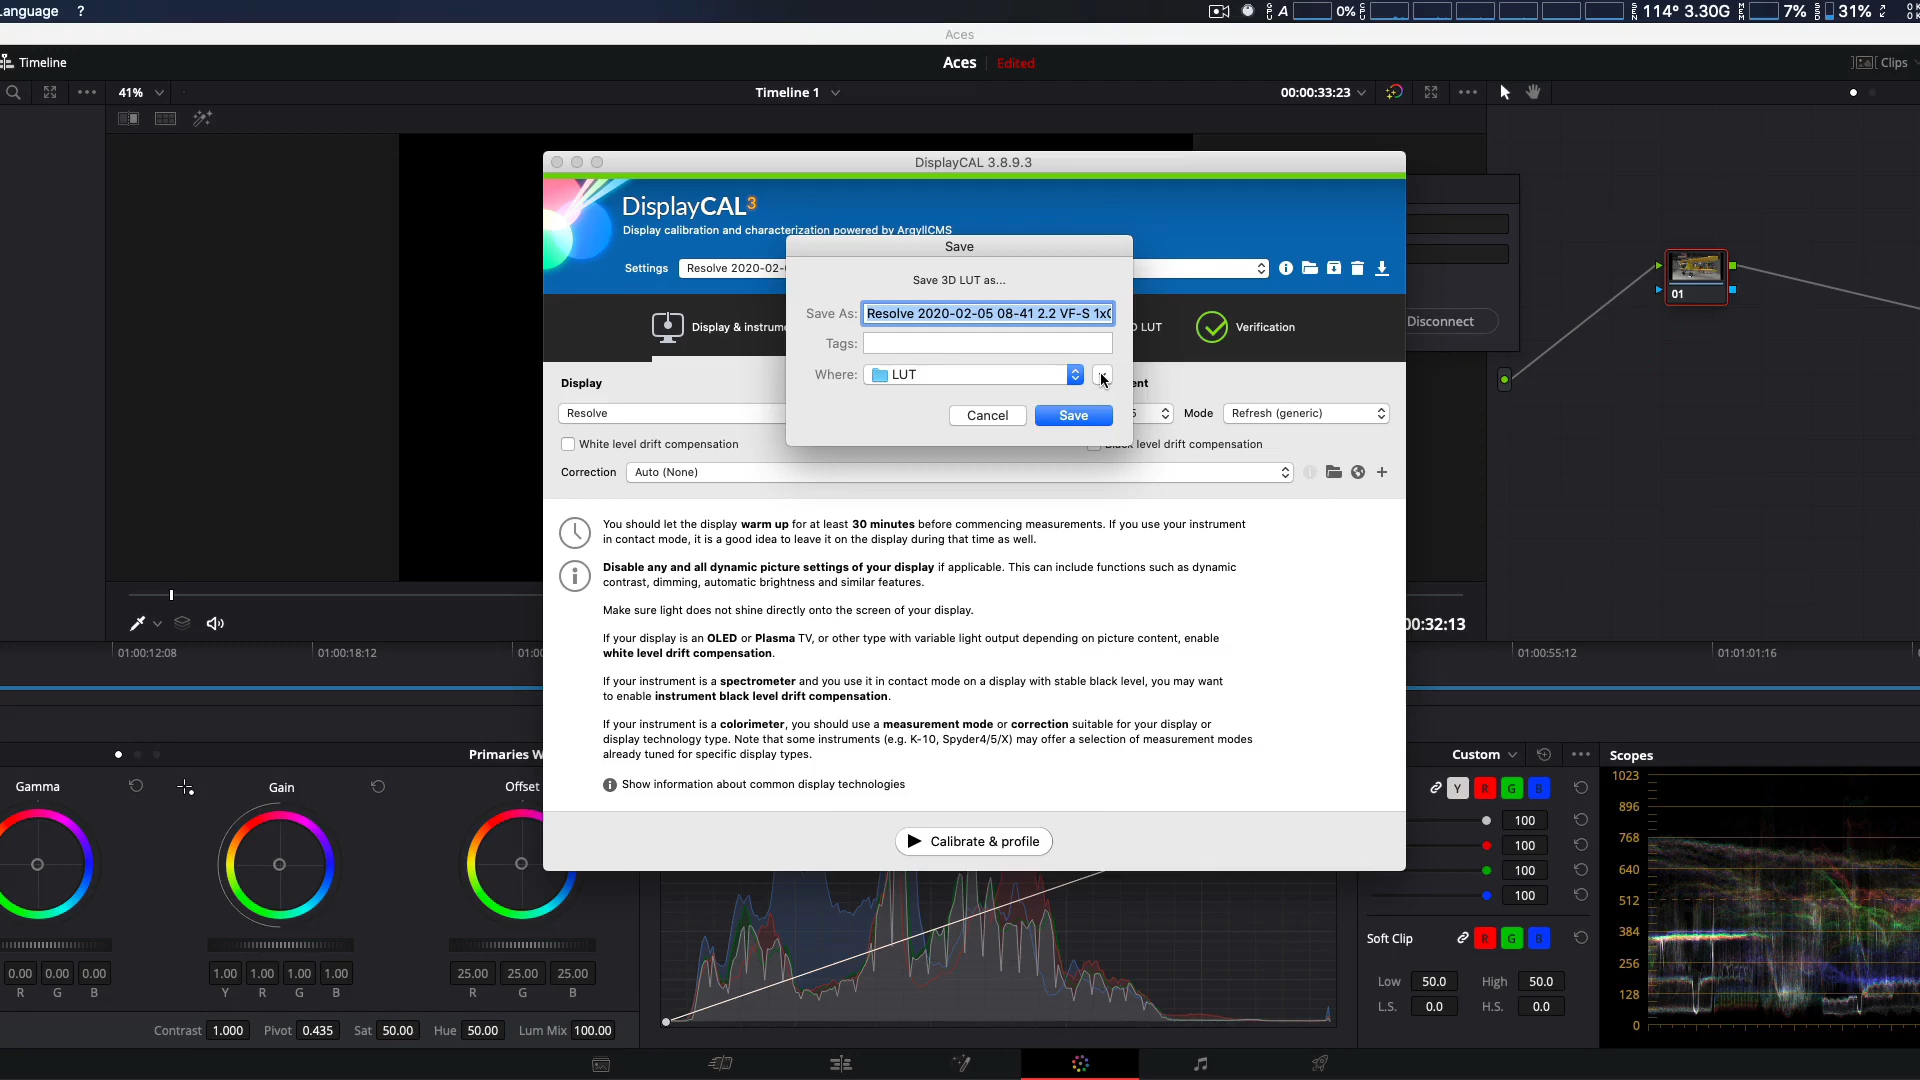 Language ?
A 0% 114° 3.30G 7% 31%
Aces
Timeline
Aces Edited
Clips
41% Timeline 1 00:00:33:23
DisplayCAL 3.8.9.3
DisplayCAL3
Display calibration and characterization powered by ArgyllCMS
Settings Resolve 2020-02-
Save
Save 3D LUT as...
Save As: Resolve 2020-02-05 08-41 2.2 VF-S 1x
Tags:
Where: LUT
Cancel Save
Display & instrume
D LUT
Verification
Disconnect
01
Display
ent
Resolve
5 Mode Refresh (generic)
White level drift compensation
Black level drift compensation
Correction Auto (None)
You should let the display warm up for at least 30 minutes before commencing measurements. If you use your instrument
in contact mode, it is a good idea to leave it on the display during that time as well.
Disable any and all dynamic picture settings of your display if applicable. This can include functions such as dynamic
contrast, dimming, automatic brightness and similar features.
Make sure light does not shine directly onto the screen of your display.
If your display is an OLED or Plasma TV, or other type with variable light output depending on picture content, enable
white level drift compensation.
If your instrument is a spectrometer and you use it in contact mode on a display with stable black level, you may want
to enable instrument black level drift compensation.
If your instrument is a colorimeter, you should use a measurement mode or correction suitable for your display or
display technology type. Note that some instruments (e.g. K-10, Spyder4/5/X) may offer a selection of measurement modes
already tuned for specific display types.
Show information about common display technologies
Calibrate & profile
00:32:13
01:00:12:08 01:00:18:12 01:00 01:00:55:12 01:01:01:16
Primaries W
Custom
Scopes
Gamma
Gain
Offset
Y R G B
100
100
100
100
1023
896
768
640
512
384
256
128
0
Soft Clip R G B
Low 50.0 High 50.0
L.S. 0.0 H.S. 0.0
0.00 0.00 0.00
R G B
1.00 1.00 1.00 1.00
Y R G B
25.00 25.00 25.00
R G B
Contrast 1.000 Pivot 0.435 Sat 50.00 Hue 50.00 Lum Mix 100.00